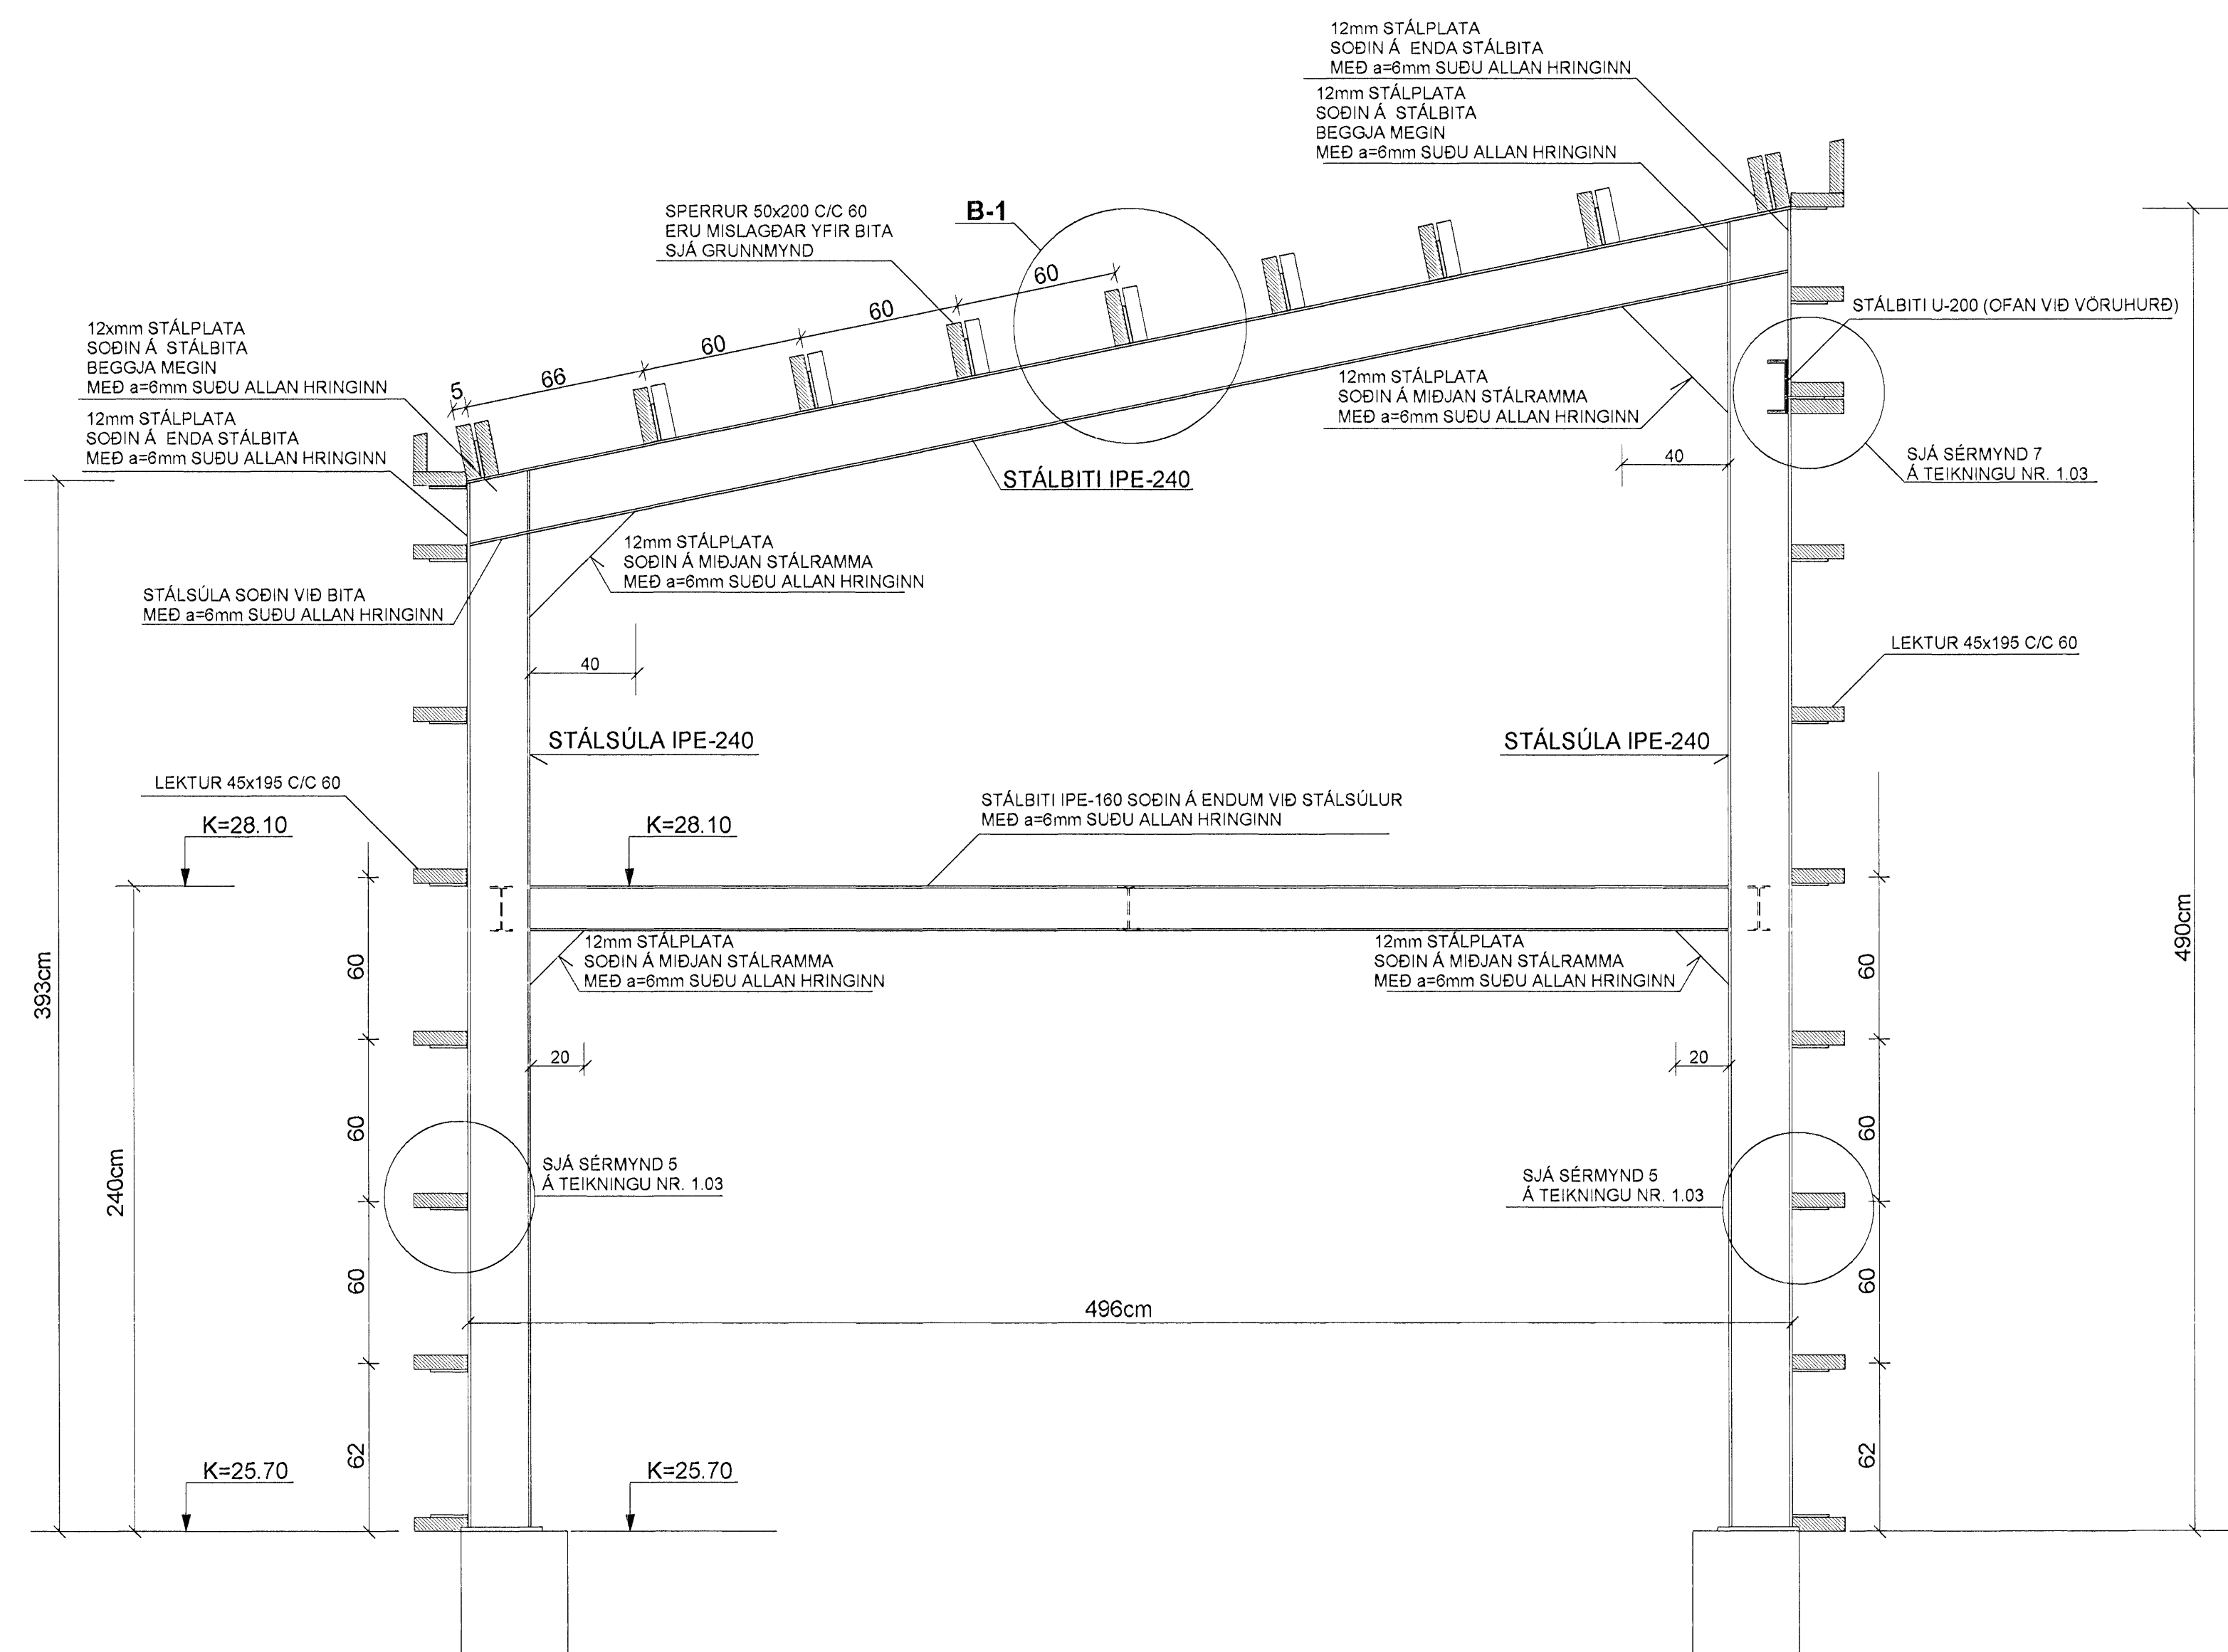 12mm STÁLPLATA
SOÐIN Á ENDA STÁLBITA
MEÐ a=6mm SUÐU ALLAN HRINGINN
12mm STÁLPLATA
SOÐIN Á STÁLBITA
BEGGJA MEGIN
MEÐ a=6mm SUÐU ALLAN HRINGINN
SPERRUR 50x200 C/C 60
ERU MISLAGÐAR YFIR BITA
SJÁ GRUNNMYND
B-1
60
60
60
66
5
STÁLBITI U-200 (OFAN VIÐ VÖRUHURÐ)
12xmm STÁLPLATA
SOÐIN Á STÁLBITA
BEGGJA MEGIN
MEÐ a=6mm SUÐU ALLAN HRINGINN
12mm STÁLPLATA
SOÐIN Á ENDA STÁLBITA
MEÐ a=6mm SUÐU ALLAN HRINGINN
12mm STÁLPLATA
SOÐIN Á MIÐJAN STÁLRAMMA
MEÐ a=6mm SUÐU ALLAN HRINGINN
40
SJÁ SÉRMYND 7
Á TEIKNINGU NR. 1.03
STÁLBITI IPE-240
12mm STÁLPLATA
SOÐIN Á MIÐJAN STÁLRAMMA
MEÐ a=6mm SUÐU ALLAN HRINGINN
STÁLSÚLA SOÐIN VIÐ BITA
MEÐ a=6mm SUÐU ALLAN HRINGINN
40
LEKTUR 45x195 C/C 60
STÁLSÚLA IPE-240
STÁLSÚLA IPE-240
LEKTUR 45x195 C/C 60
STÁLBITI IPE-160 SOÐIN Á ENDUM VIÐ STÁLSÚLUR
MEÐ a=6mm SUÐU ALLAN HRINGINN
K=28.10
K=28.10
12mm STÁLPLATA
SOÐIN Á MIÐJAN STÁLRAMMA
MEÐ a=6mm SUÐU ALLAN HRINGINN
12mm STÁLPLATA
SOÐIN Á MIÐJAN STÁLRAMMA
MEÐ a=6mm SUÐU ALLAN HRINGINN
393cm
240cm
60
60
60
62
20
20
60
60
60
62
490cm
SJÁ SÉRMYND 5
Á TEIKNINGU NR. 1.03
SJÁ SÉRMYND 5
Á TEIKNINGU NR. 1.03
496cm
K=25.70
K=25.70